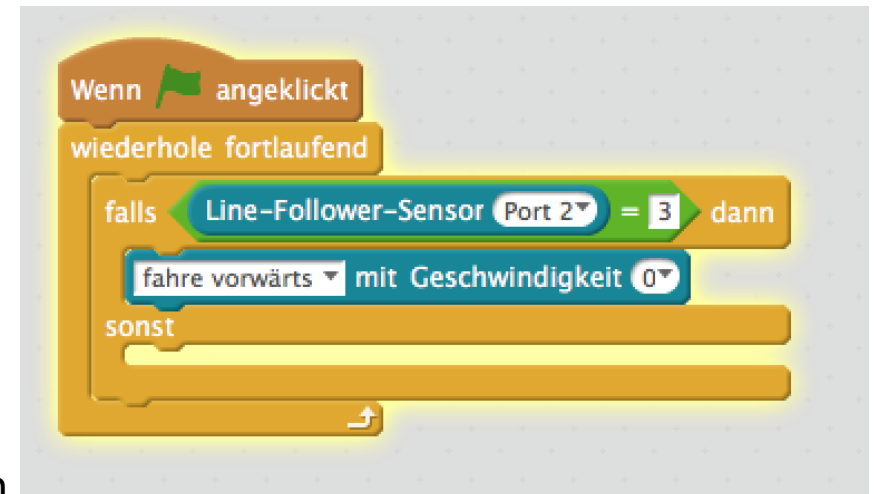 Wenn angeklickt
wiederhole fortlaufend
falls Line-Follower-Sensor Port 2 = 3 dann
fahre vorwärts mit Geschwindigkeit 0
sonst